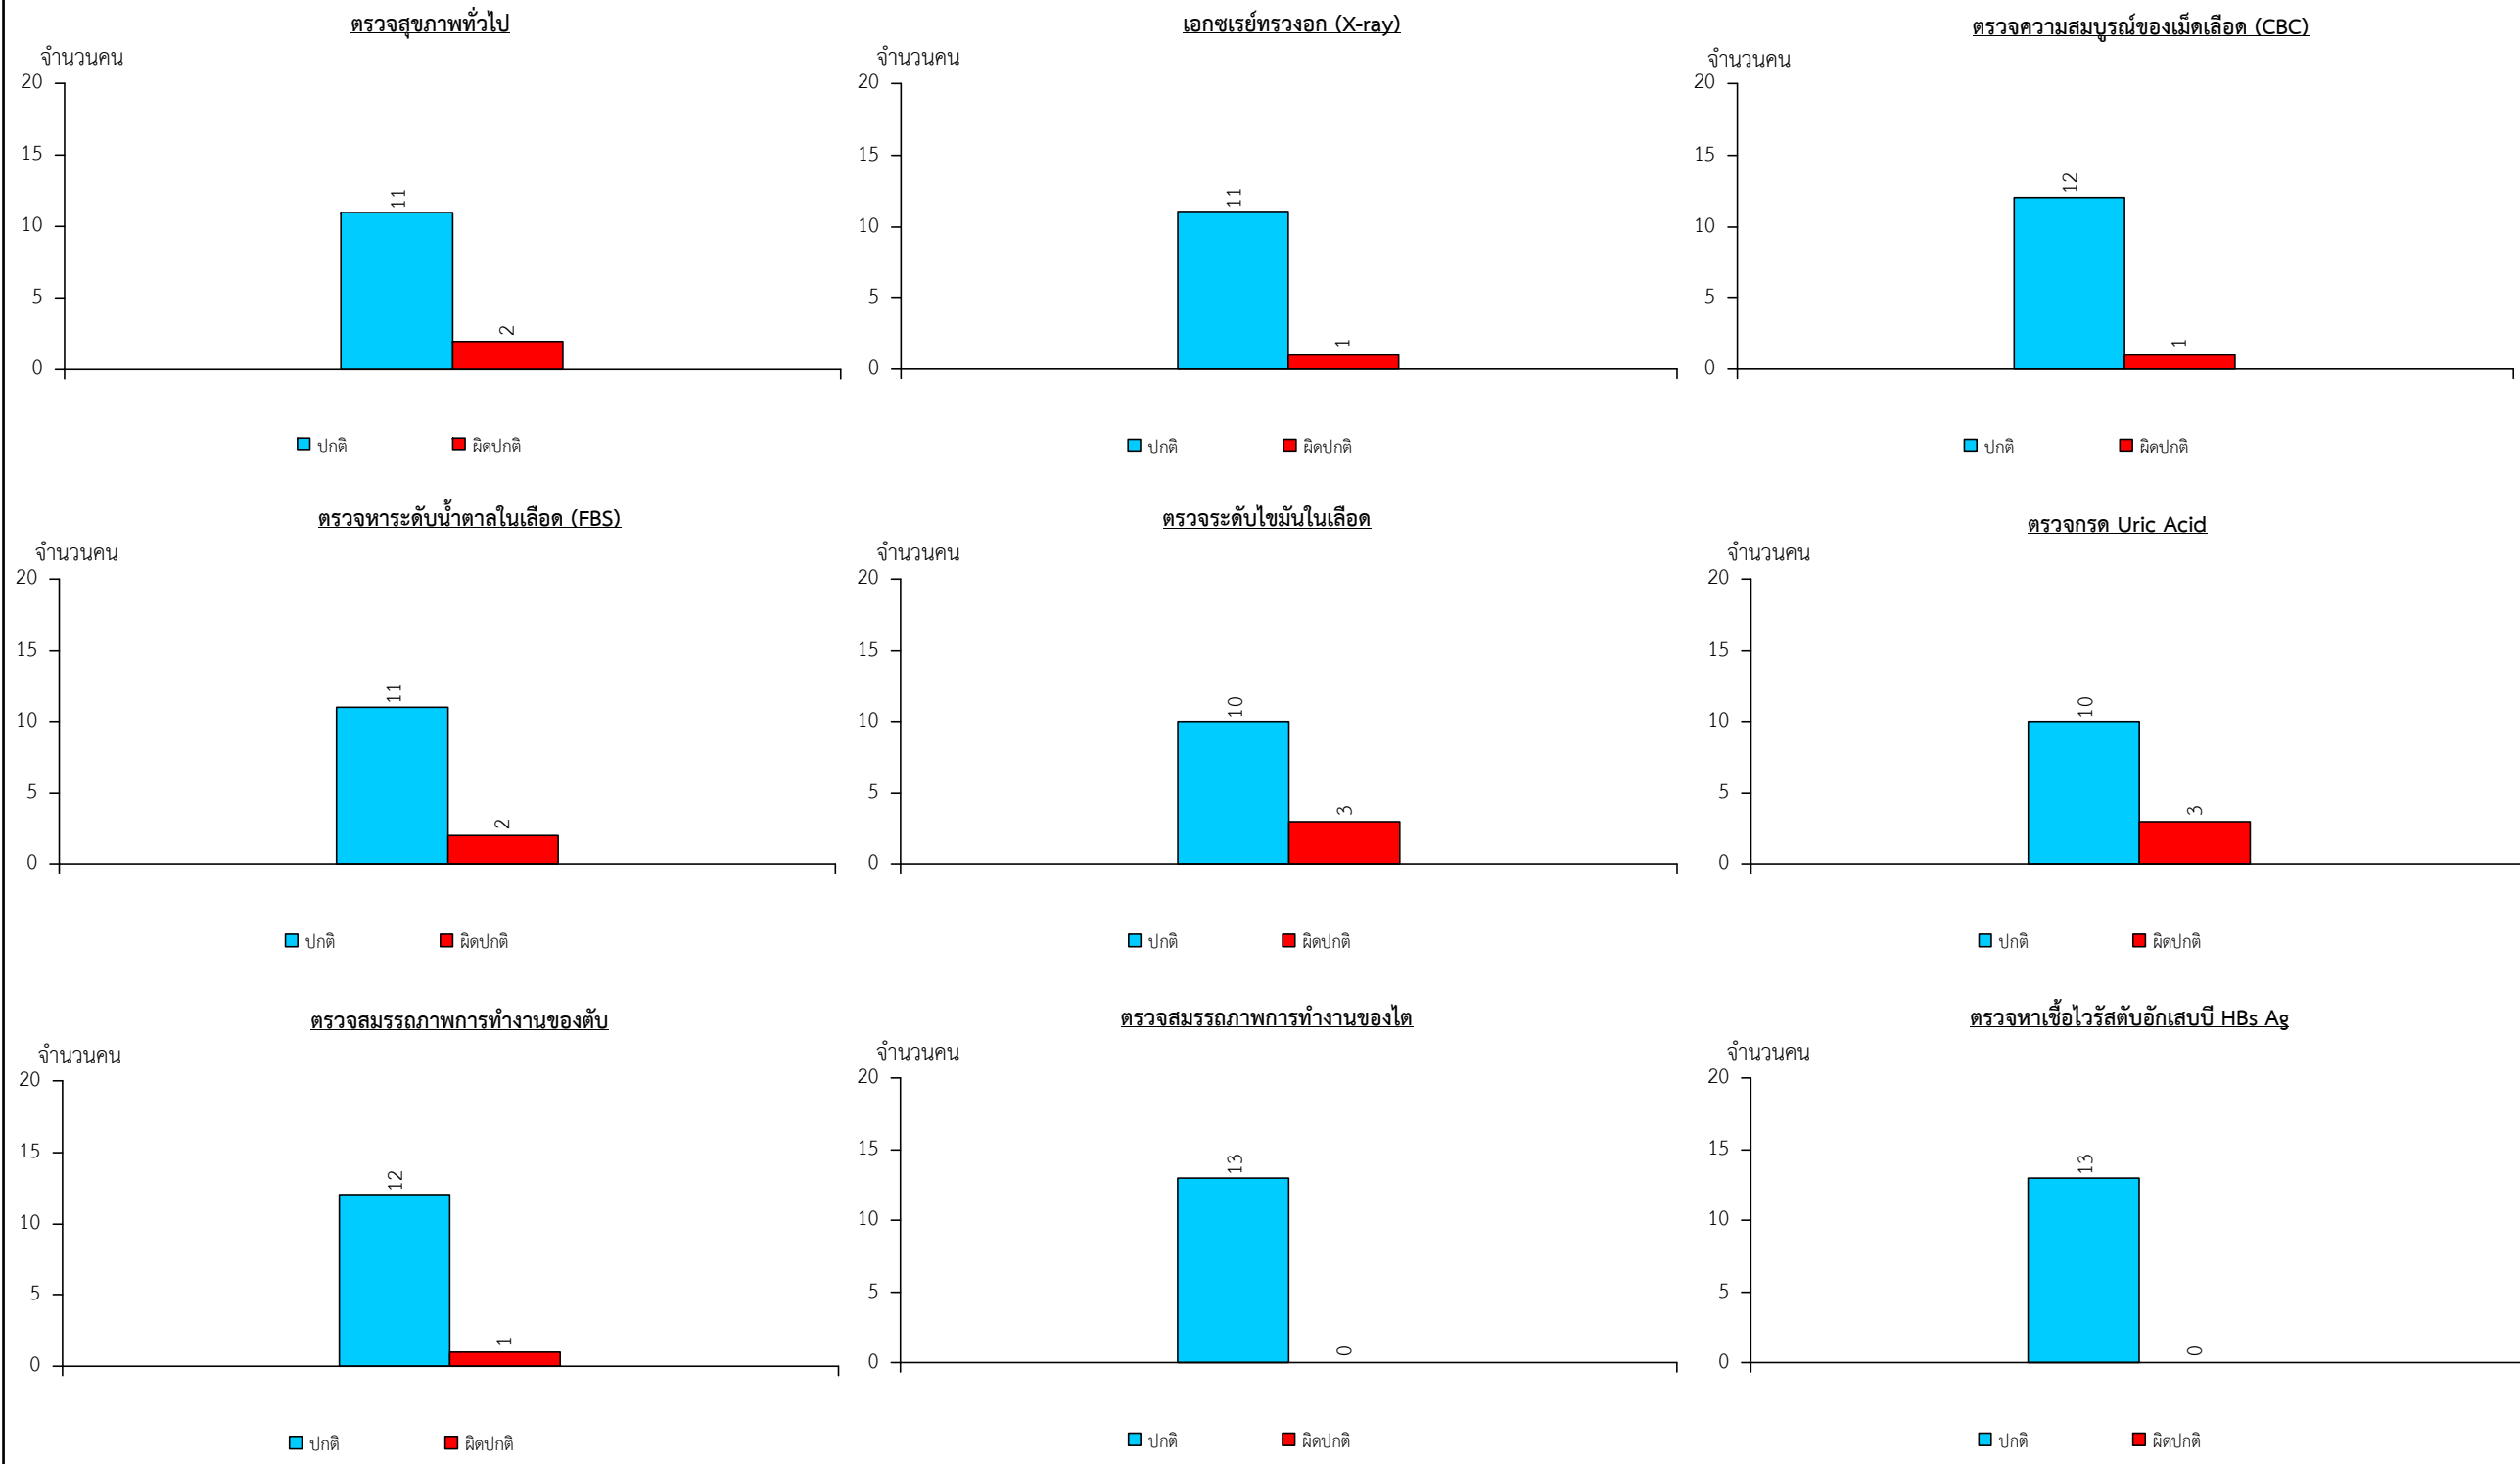 ตรวจสุขภาพทั่วไป
จำนวนคน
20
15
10
5
0
11
2
ปกติ
ผิดปกติ
เอกซเรย์ทรวงอก (X-ray)
จำนวนคน
20
15
10
5
0
11
1
ปกติ
ผิดปกติ
ตรวจความสมบูรณ์ของเม็ดเลือด (CBC)
จำนวนคน
20
15
10
5
0
12
1
ปกติ
ผิดปกติ
ตรวจหาระดับน้ำตาลในเลือด (FBS)
จำนวนคน
20
15
10
5
0
11
2
ปกติ
ผิดปกติ
ตรวจระดับไขมันในเลือด
จำนวนคน
20
15
10
5
0
10
3
ปกติ
ผิดปกติ
ตรวจกรด Uric Acid
จำนวนคน
20
15
10
5
0
10
3
ปกติ
ผิดปกติ
ตรวจสมรรถภาพการทำงานของตับ
จำนวนคน
20
15
10
5
0
12
1
ปกติ
ผิดปกติ
ตรวจสมรรถภาพการทำงานของไต
จำนวนคน
20
15
10
5
0
13
0
ปกติ
ผิดปกติ
ตรวจหาเชื้อไวรัสตับอักเสบบี HBs Ag
จำนวนคน
20
15
10
5
0
13
0
ปกติ
ผิดปกติ